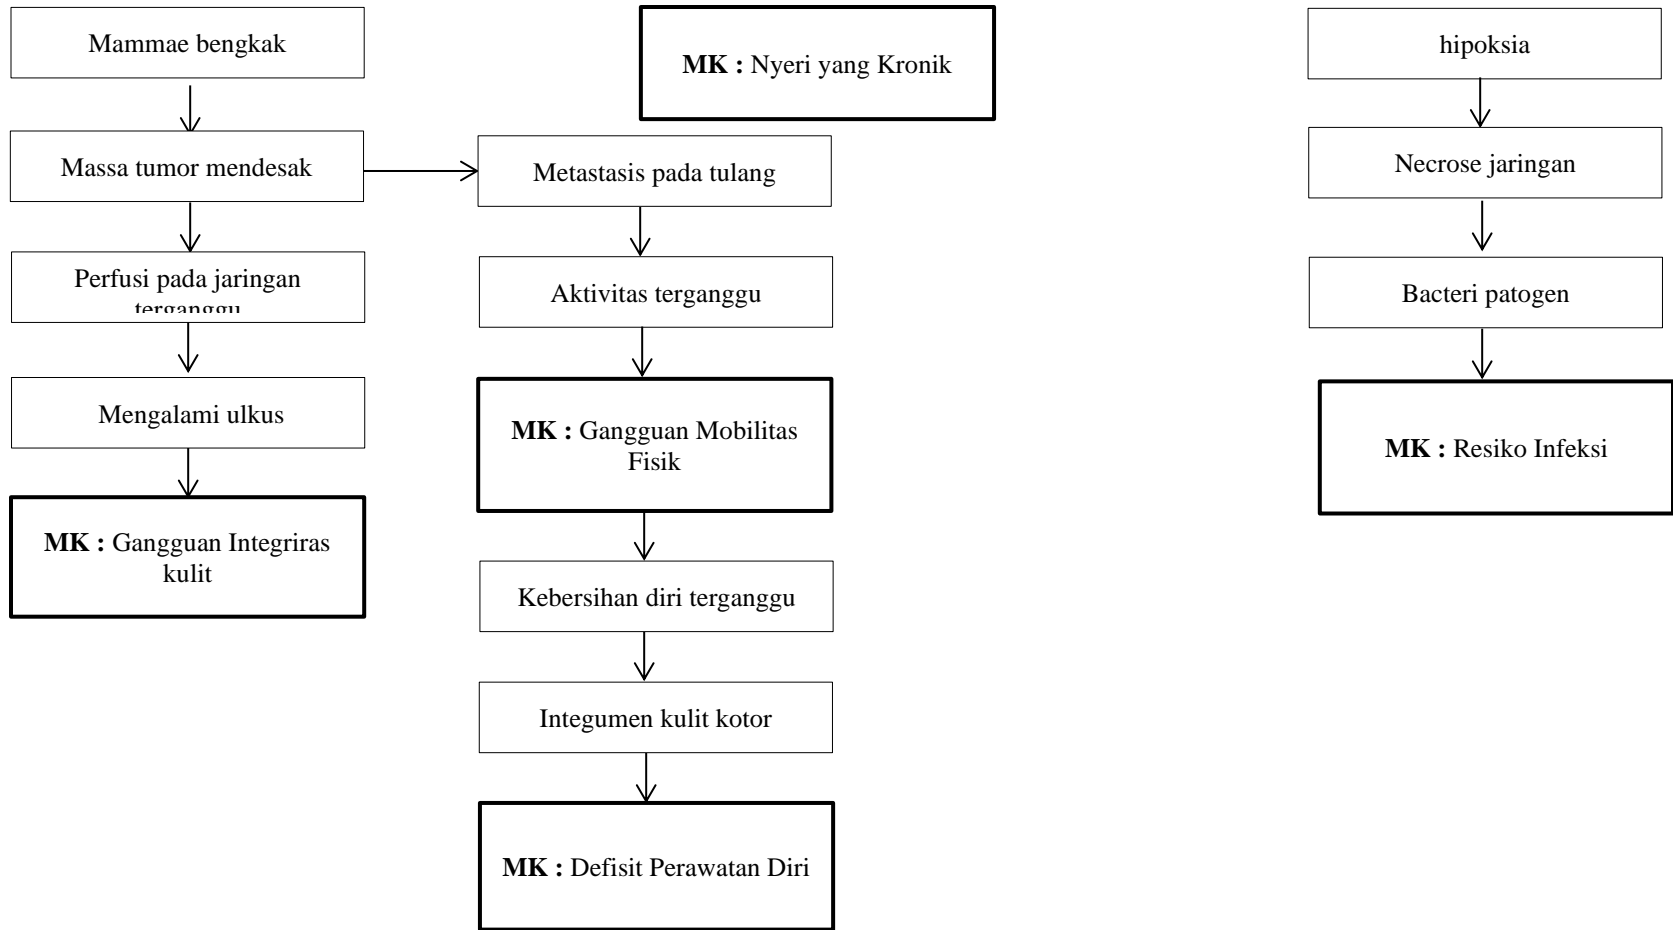 Mammae bengkak
MK : Nyeri yang Kronik
hipoksia
Massa tumor mendesak
Metastasis pada tulang
Necrose jaringan
Perfusi pada jaringan
terganggu
Aktivitas terganggu
Bacteri patogen
Mengalami ulkus
MK : Gangguan Mobilitas
Fisik
MK : Resiko Infeksi
MK : Gangguan Integriras
kulit
Kebersihan diri terganggu
Integumen kulit kotor
MK : Defisit Perawatan Diri